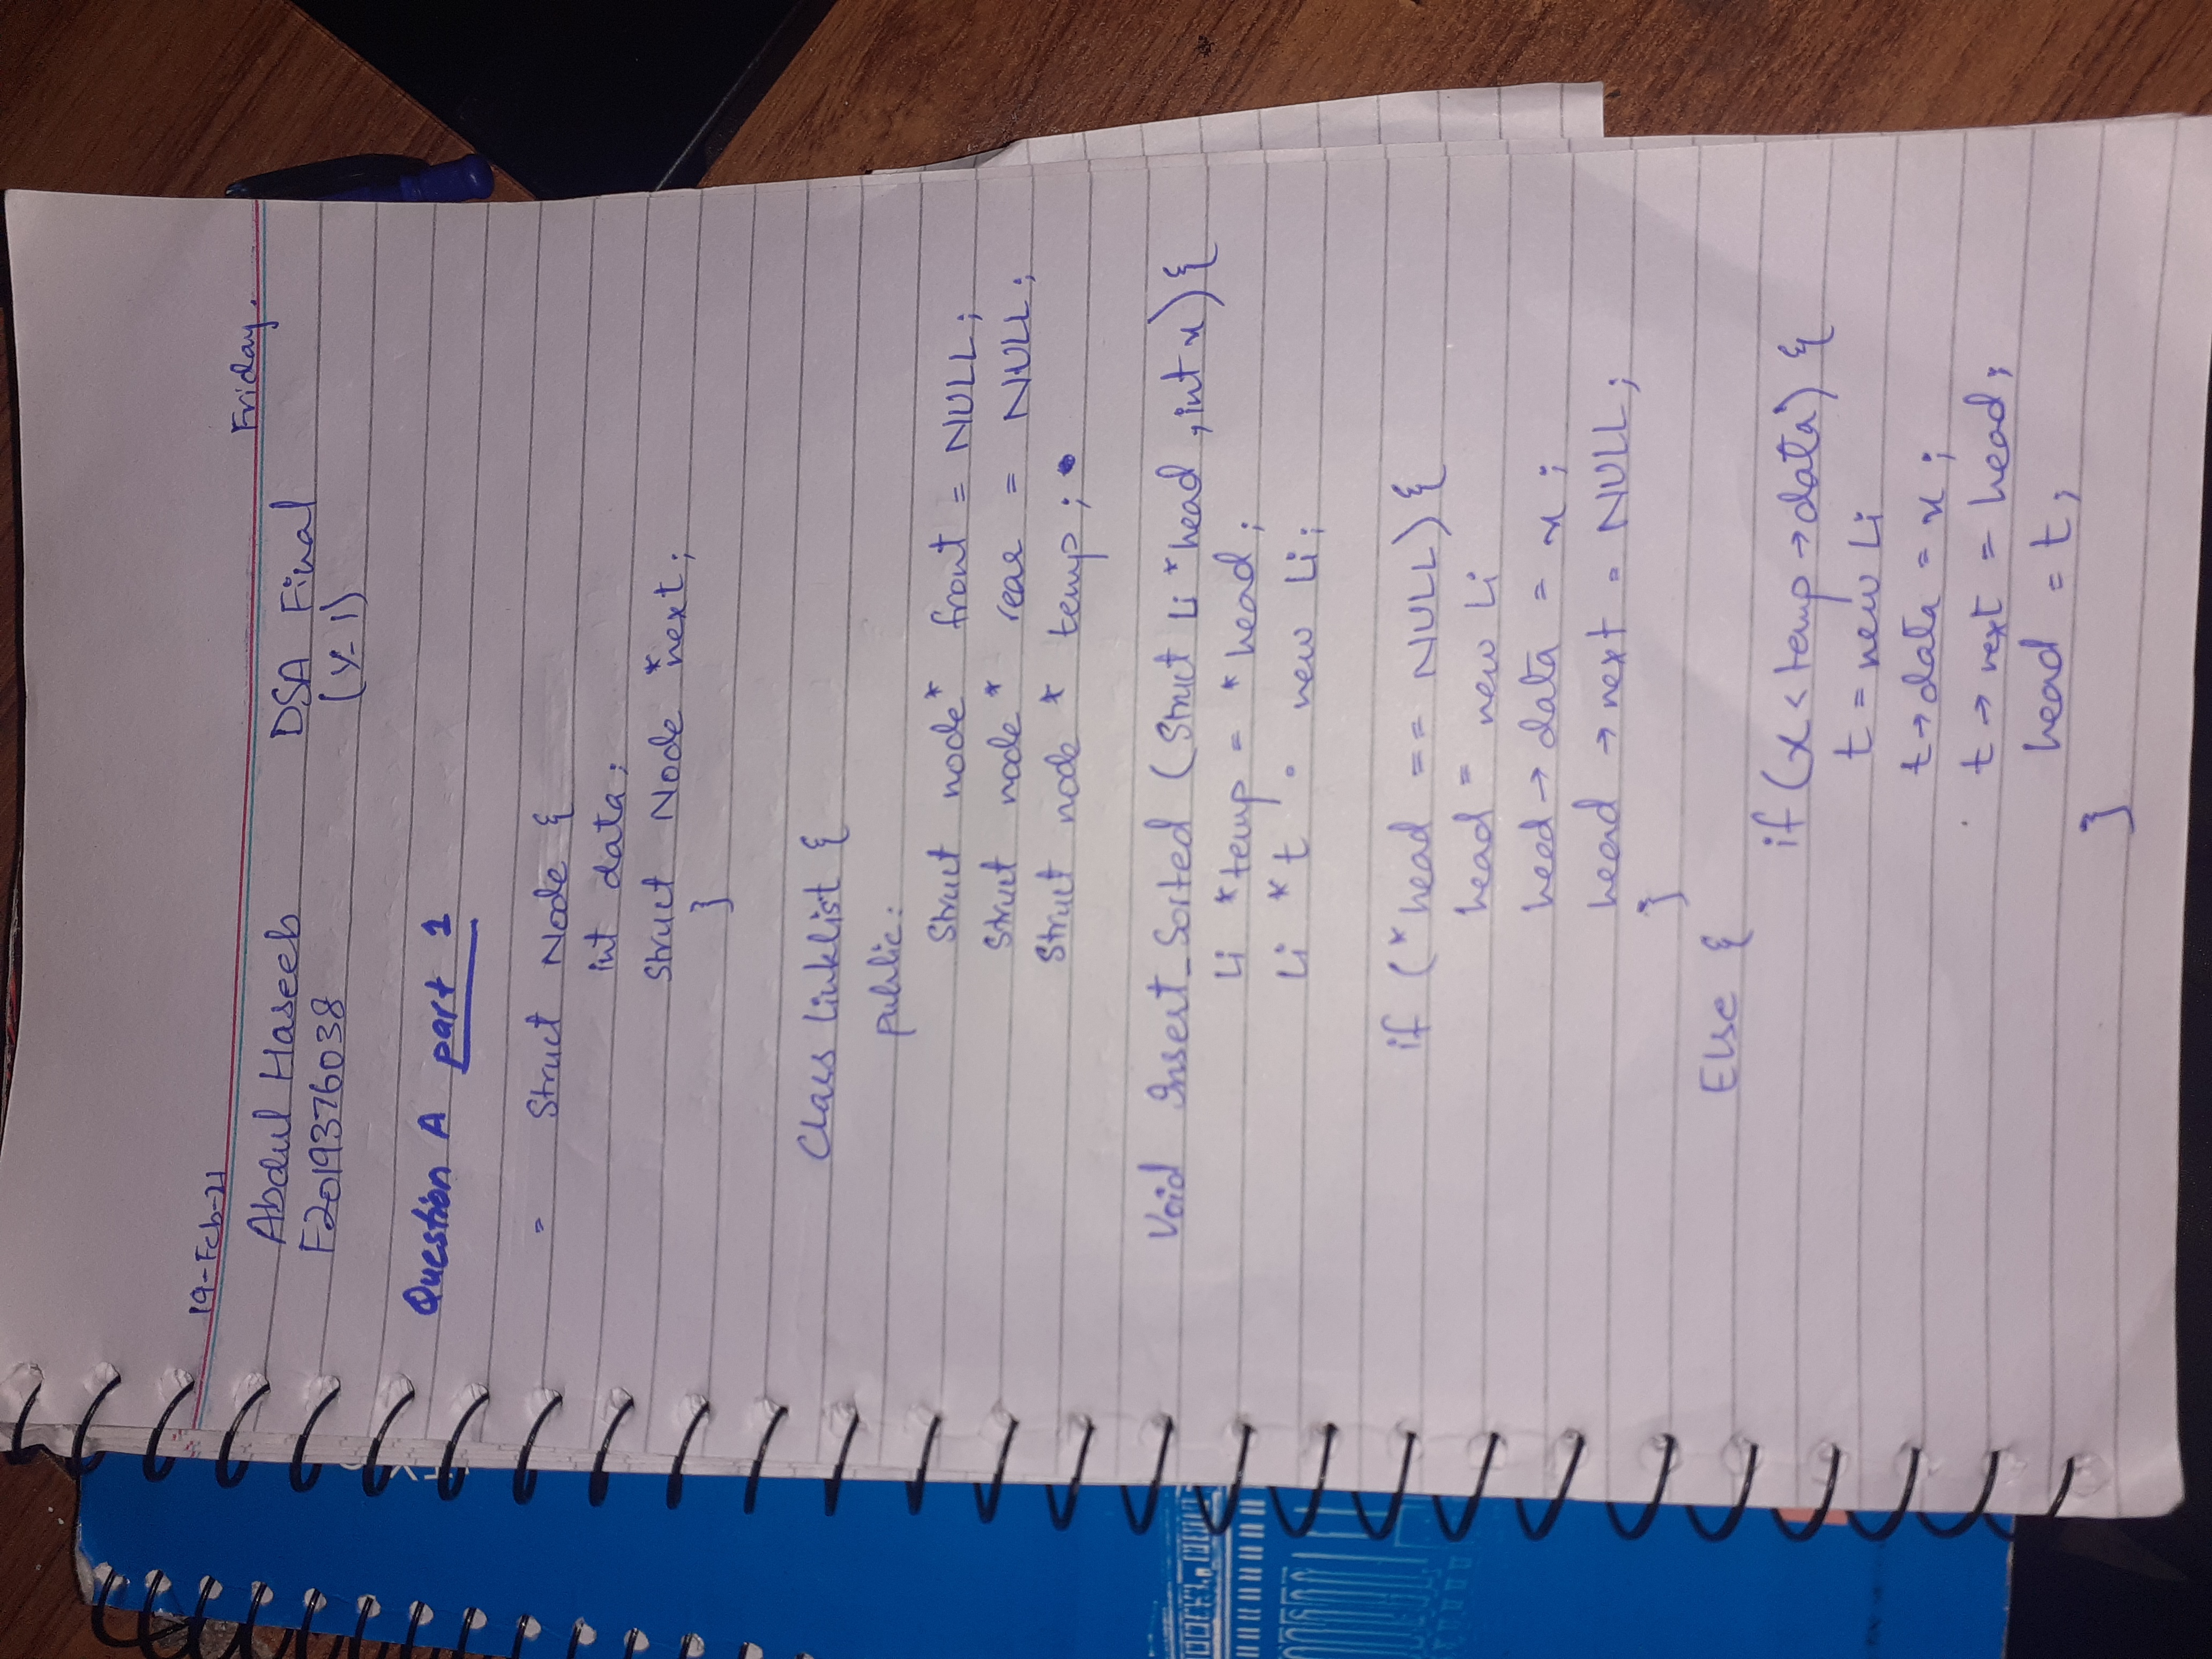 19-Feb-21
Friday.
Abdul Haseeb DSA Final
F2019376038 (Y-1)
Question A part 1
= Struct Node {
int data;
Struct Node *next;
}
Class linklist {
public:
Struct node* front = NULL;
Struct node* rear = NULL;
Struct node * temp;
Void Insert_Sorted (Struct Li *head, int x) {
Li *temp = *head;
Li *t = new Li;
if (*head == NULL) {
head = new Li
head → data = x;
head → next = NULL;
}
Else {
if (x < temp → data) {
t = new Li
t → data = x;
t → next = head;
head = t;
}